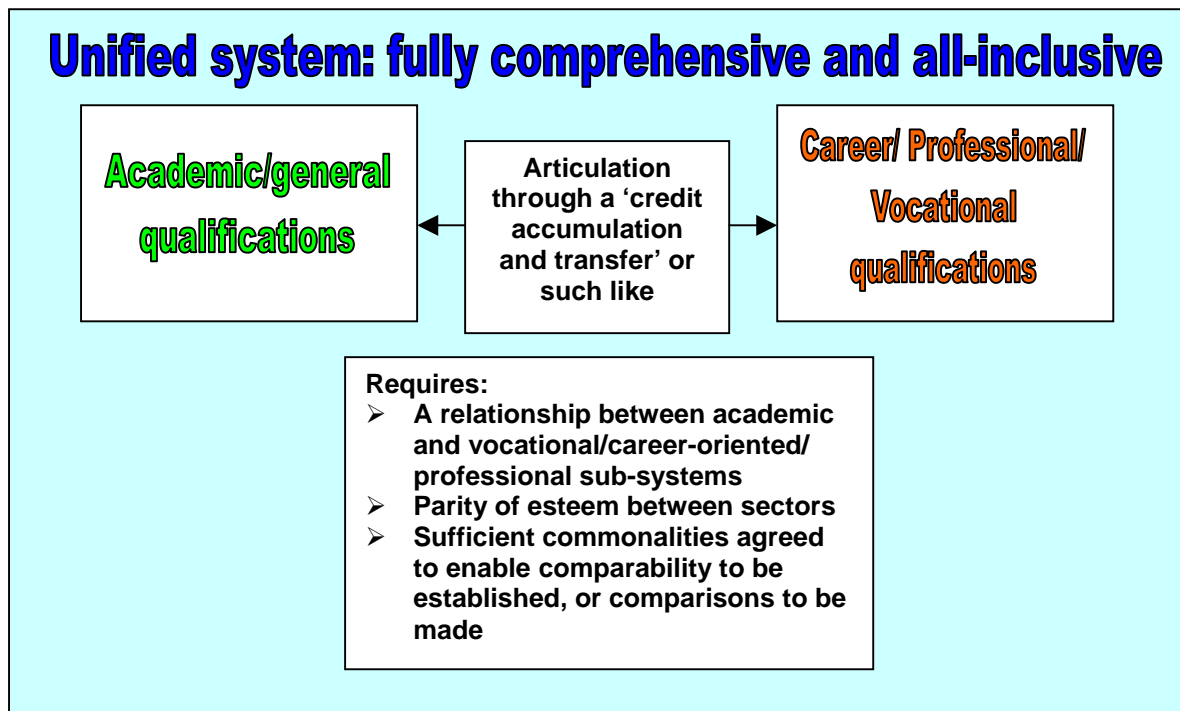 Unified system: fully comprehensive and all-inclusive
Academic/general
qualifications
Articulation
through a ‘credit
accumulation
and transfer’ or
such like
Career/ Professional/
Vocational
qualifications
Requires:
➢ A relationship between academic
and vocational/career-oriented/
professional sub-systems
➢ Parity of esteem between sectors
➢ Sufficient commonalities agreed
to enable comparability to be
established, or comparisons to be
made